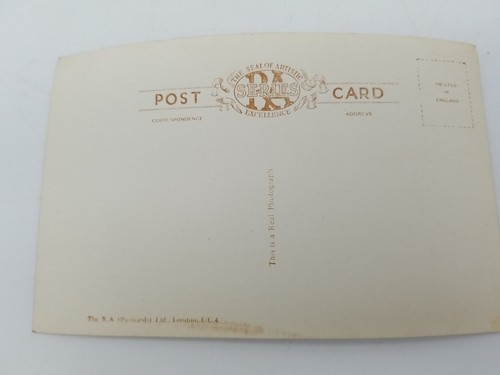 THE SEAL OF ARTISTIC
RA
SERIES
EXCELLENCE
POST CARD
CORRESPONDENCE
ADDRESS
PRINTED
IN
ENGLAND
This is a Real Photograph
The R.A. (Postcards) Ltd., London, E.C.4